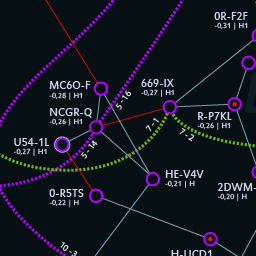 0R-F2F
-0,31 | H1
MC6O-F
-0,28 | H1
669-IX
-0,27 | H1
5 - 16
NCGR-Q
-0,26 | H1
R-P7KL
-0,26 | H1
7 - 1
7 - 2
U54-1L
-0,27 | H1
5 - 14
HE-V4V
-0,21 | H
0-R5TS
-0,22 | H
2DWM-
-0,20 | H
10 - 3
H-UCD1